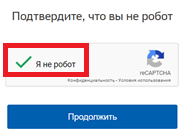 Подтвердите, что вы не робот
Я не робот
reCAPTCHA
Конфиденциальность - Условия использования
Продолжить